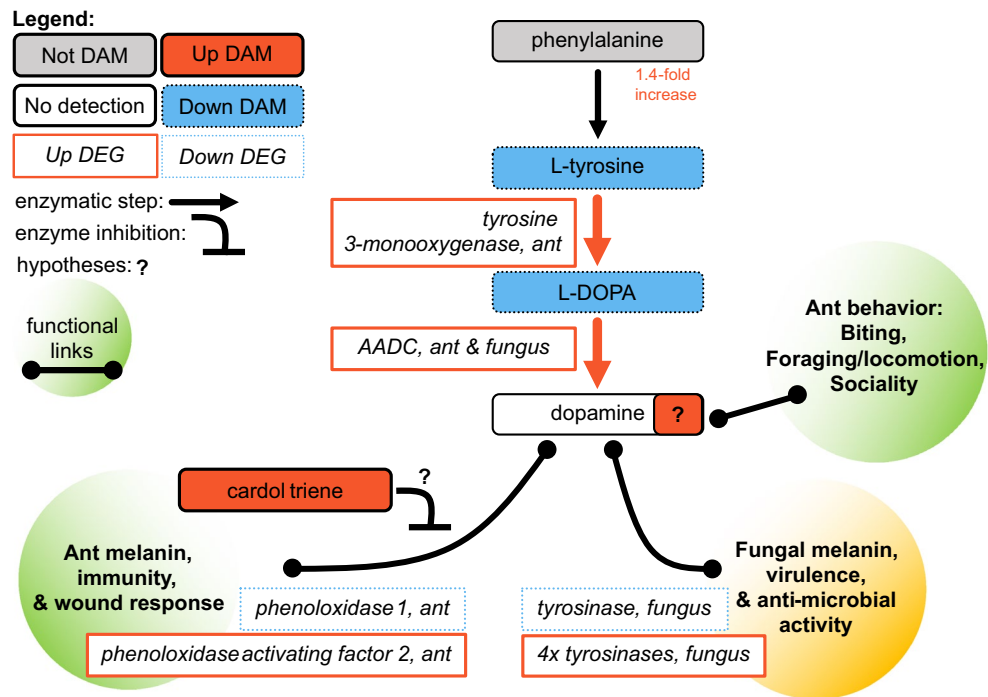 Legend:
Not DAM
Up DAM
No detection
Down DAM
Up DEG
Down DEG
enzymatic step:
enzyme inhibition:
hypotheses: ?
functional
links
phenylalanine
1.4-fold
increase
L-tyrosine
tyrosine
3-monooxygenase, ant
L-DOPA
AADC, ant & fungus
dopamine
?
Ant behavior:
Biting,
Foraging/locomotion,
Sociality
cardol triene
?
Ant melanin,
immunity,
& wound response
phenoloxidase 1, ant
phenoloxidase activating factor 2, ant
Fungal melanin,
virulence,
& anti-microbial
activity
tyrosinase, fungus
4x tyrosinases, fungus